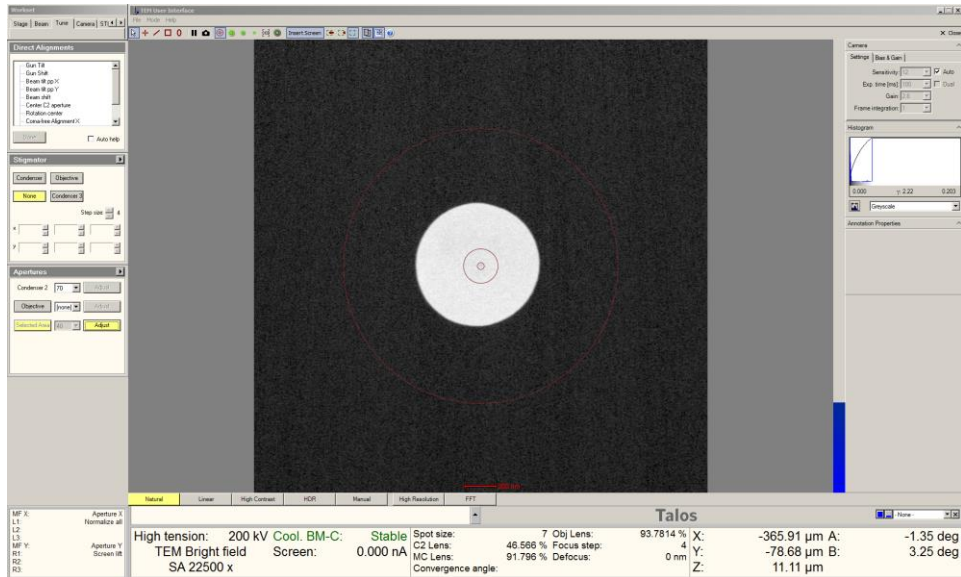 Workset
TEM User Interface
Stage Beam Tune Camera
File Mode Help
Insert Screen
Close
Direct Alignments
Gun Tilt
Gun Shift
Beam tilt pp X
Beam tilt pp Y
Beam shift
Center C2 aperture
Rotation center
Coma-free Alignment X
Auto help
Stigmator
Condenser Objective
None Condenser 3
Step size 4
x
y
Apertures
Condenser 2 70 Adjust
Objective [none] Adjust
Selected Area 40 Adjust
Camera
Settings Bias & Gain
Sensitivity Auto
Exp. time [ms] 100 Dual
Gain
Frame integration
Histogram
0.000 γ: 2.22 0.203
Greyscale
Annotation Properties
200 nm
Natural Linear High Contrast HDR Manual High Resolution FFT
Talos
- None -
MF X: Aperture X
L1: Normalize all
L2:
L3:
MF Y: Aperture Y
R1: Screen lift
R2:
R3:
High tension: 200 kV Cool. BM-C: Stable
TEM Bright field Screen: 0.000 nA
SA 22500 x
Spot size: 7 Obj Lens: 93.7814 %
C2 Lens: 46.566 % Focus step: 4
MC Lens: 91.796 % Defocus: 0 nm
Convergence angle:
X: -365.91 µm A: -1.35 deg
Y: -78.68 µm B: 3.25 deg
Z: 11.11 µm